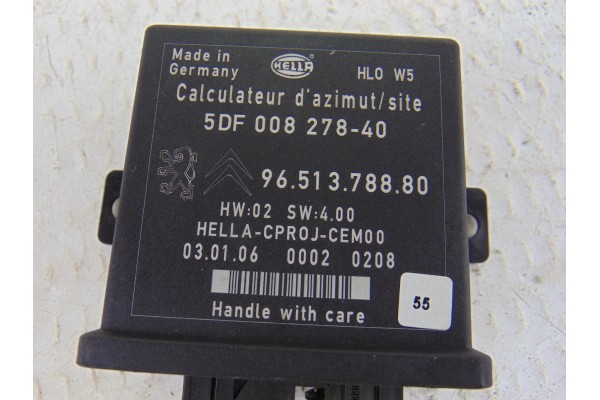 Made in
Germany
HELLA
HLO W5
Calculateur d'azimut/site
5DF 008 278-40
96.513.788.80
HW:02 SW:4.00
HELLA-CPROJ-CEM00
03.01.06 0002 0208
55
Handle with care